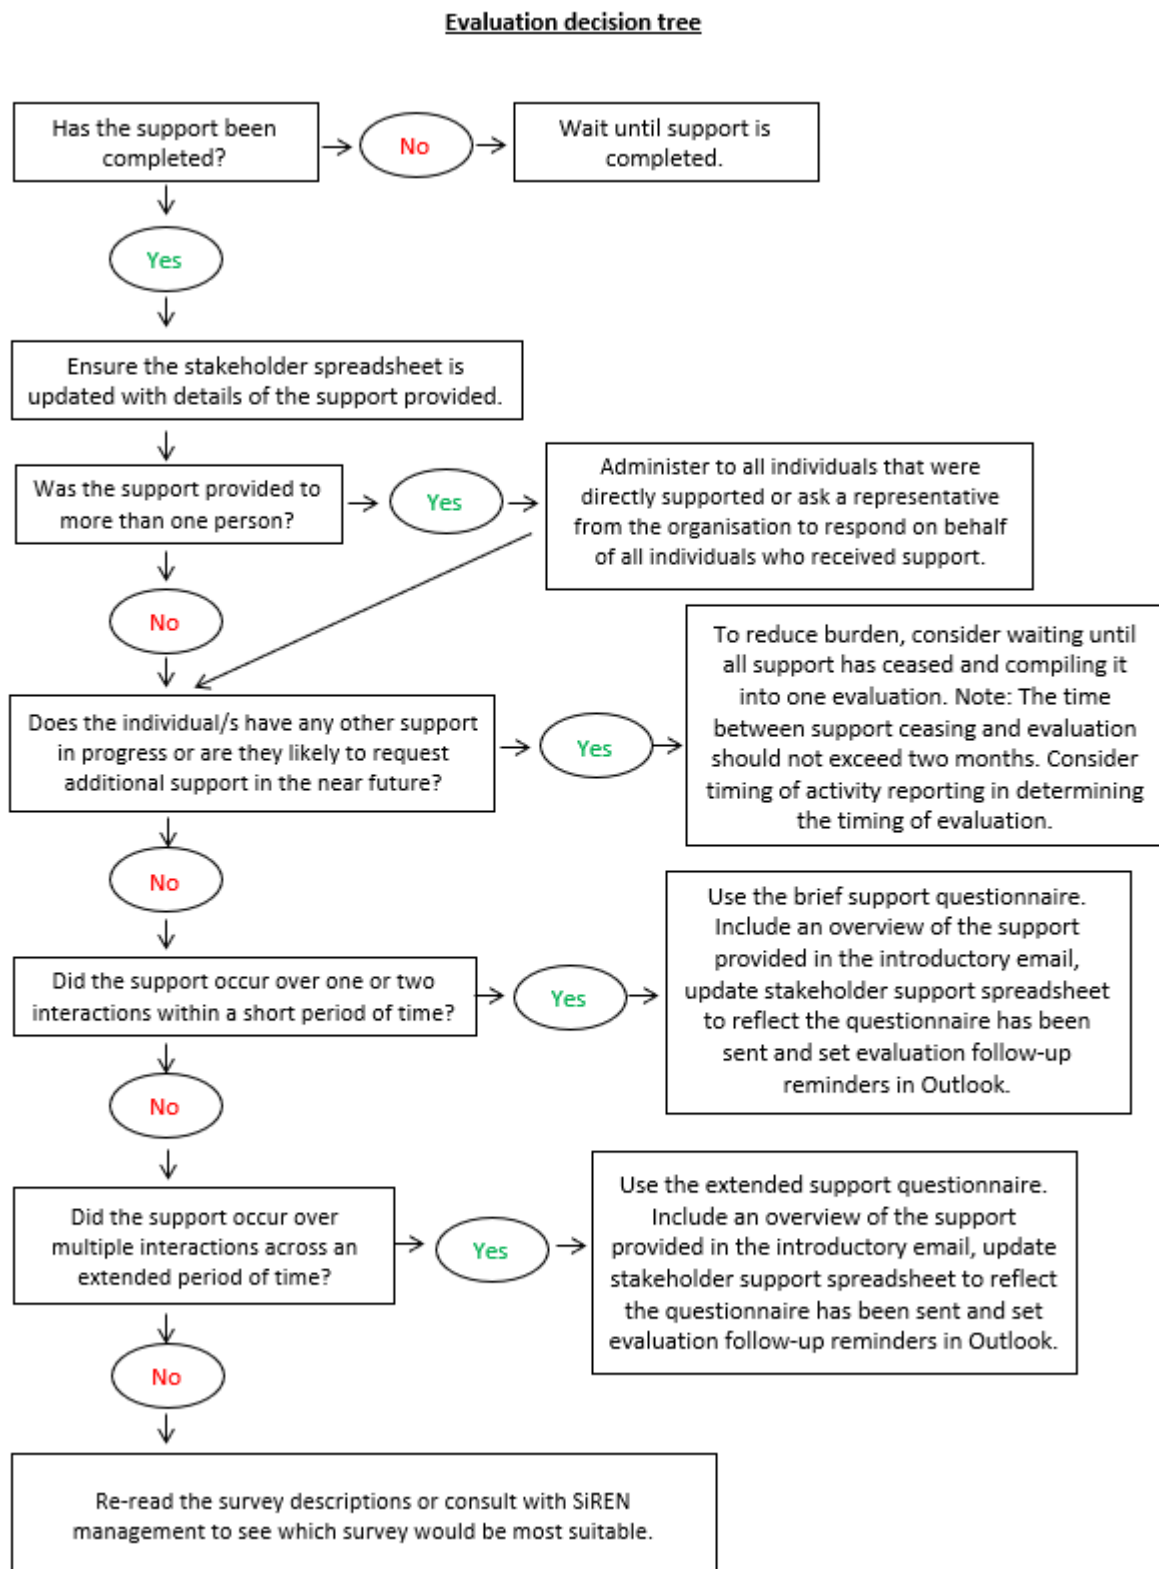 Evaluation decision tree
Has the support been
completed?
No
Wait until support is
completed.
Yes
Ensure the stakeholder spreadsheet is
updated with details of the support provided.
Was the support provided to
more than one person?
Yes
Administer to all individuals that were
directly supported or ask a representative
from the organisation to respond on behalf
of all individuals who received support.
No
Does the individual/s have any other support
in progress or are they likely to request
additional support in the near future?
Yes
To reduce burden, consider waiting until
all support has ceased and compiling it
into one evaluation. Note: The time
between support ceasing and evaluation
should not exceed two months. Consider
timing of activity reporting in determining
the timing of evaluation.
No
Did the support occur over one or two
interactions within a short period of time?
Yes
Use the brief support questionnaire.
Include an overview of the support
provided in the introductory email,
update stakeholder support spreadsheet
to reflect the questionnaire has been
sent and set evaluation follow-up
reminders in Outlook.
No
Did the support occur over
multiple interactions across an
extended period of time?
Yes
Use the extended support questionnaire.
Include an overview of the support
provided in the introductory email, update
stakeholder support spreadsheet to reflect
the questionnaire has been sent and set
evaluation follow-up reminders in Outlook.
No
Re-read the survey descriptions or consult with SiREN
management to see which survey would be most suitable.